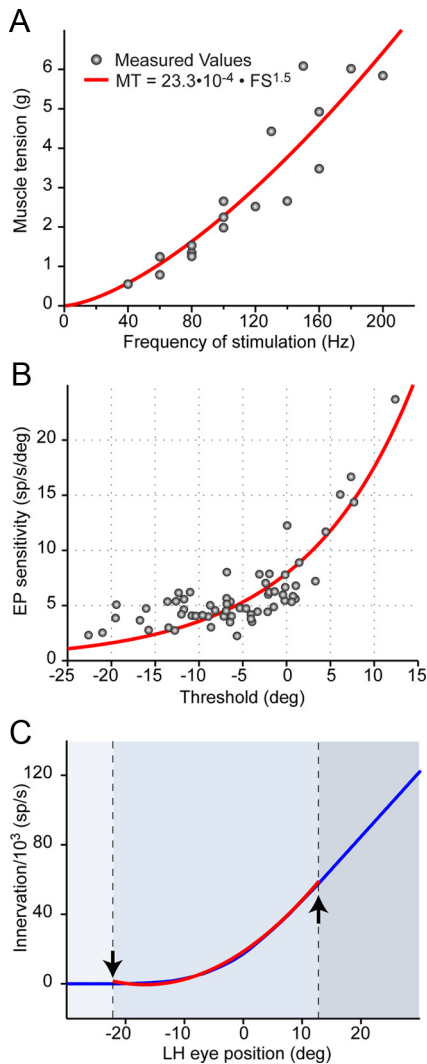 A
Muscle tension (g)
6
5
4
3
2
1
0
Measured Values
MT = 23.3•10⁻⁴ • FS¹·⁵
0 40 80 120 160 200
Frequency of stimulation (Hz)
B
EP sensitivity (sp/s/deg)
20
15
10
5
0
-25 -20 -15 -10 -5 0 5 10 15
Threshold (deg)
C
Innervation/10³ (sp/s)
120
80
40
0
-20 -10 0 10 20
LH eye position (deg)